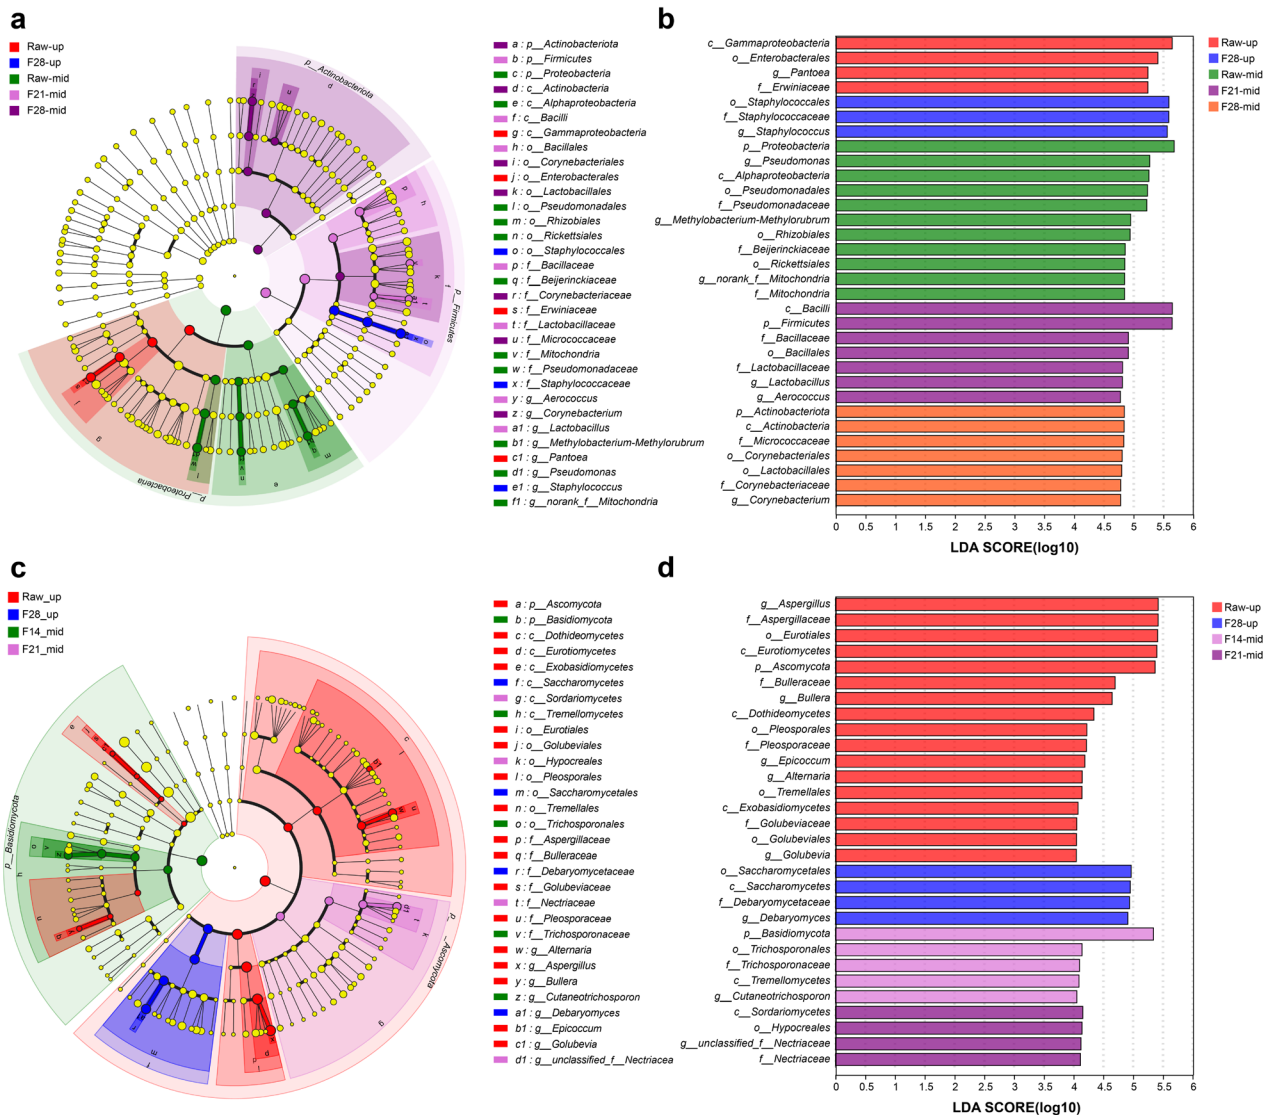 a
Raw-up
F28-up
Raw-mid
F21-mid
F28-mid
p__Actinobacteriota
p__Firmicutes
p__Proteobacteria
a : p__Actinobacteriota
b : p__Firmicutes
c : p__Proteobacteria
d : c__Actinobacteria
e : c__Alphaproteobacteria
f : c__Bacilli
g : c__Gammaproteobacteria
h : o__Bacillales
i : o__Corynebacteriales
j : o__Enterobacterales
k : o__Lactobacillales
l : o__Pseudomonadales
m : o__Rhizobiales
n : o__Rickettsiales
o : o__Staphylococcales
p : f__Bacillaceae
q : f__Beijerinckiaceae
r : f__Corynebacteriaceae
s : f__Erwiniaceae
t : f__Lactobacillaceae
u : f__Micrococcaceae
v : f__Mitochondria
w : f__Pseudomonadaceae
x : f__Staphylococcaceae
y : g__Aerococcus
z : g__Corynebacterium
a1 : g__Lactobacillus
b1 : g__Methylobacterium-Methylorubrum
c1 : g__Pantoea
d1 : g__Pseudomonas
e1 : g__Staphylococcus
f1 : g__norank_f__Mitochondria
b
c__Gammaproteobacteria
o__Enterobacterales
g__Pantoea
f__Erwiniaceae
o__Staphylococcales
f__Staphylococcaceae
g__Staphylococcus
p__Proteobacteria
g__Pseudomonas
c__Alphaproteobacteria
o__Pseudomonadales
f__Pseudomonadaceae
g__Methylobacterium-Methylorubrum
o__Rhizobiales
f__Beijerinckiaceae
o__Rickettsiales
g__norank_f__Mitochondria
f__Mitochondria
c__Bacilli
p__Firmicutes
f__Bacillaceae
o__Bacillales
f__Lactobacillaceae
g__Lactobacillus
g__Aerococcus
p__Actinobacteriota
c__Actinobacteria
f__Micrococcaceae
o__Corynebacteriales
o__Lactobacillales
f__Corynebacteriaceae
g__Corynebacterium
0 0.5 1 1.5 2 2.5 3 3.5 4 4.5 5 5.5 6
LDA SCORE(log10)
Raw-up
F28-up
Raw-mid
F21-mid
F28-mid
c
Raw_up
F28_up
F14_mid
F21_mid
p__Basidiomycota
p__Ascomycota
a : p__Ascomycota
b : p__Basidiomycota
c : c__Dothideomycetes
d : c__Eurotiomycetes
e : c__Exobasidiomycetes
f : c__Saccharomycetes
g : c__Sordariomycetes
h : c__Tremellomycetes
i : o__Eurotiales
j : o__Golubeviales
k : o__Hypocreales
l : o__Pleosporales
m : o__Saccharomycetales
n : o__Tremellales
o : o__Trichosporonales
p : f__Aspergillaceae
q : f__Bulleraceae
r : f__Debaryomycetaceae
s : f__Golubeviaceae
t : f__Nectriaceae
u : f__Pleosporaceae
v : f__Trichosporonaceae
w : g__Alternaria
x : g__Aspergillus
y : g__Bullera
z : g__Cutaneotrichosporon
a1 : g__Debaryomyces
b1 : g__Epicoccum
c1 : g__Golubevia
d1 : g__unclassified_f__Nectriacea
d
g__Aspergillus
f__Aspergillaceae
o__Eurotiales
c__Eurotiomycetes
p__Ascomycota
f__Bulleraceae
g__Bullera
c__Dothideomycetes
o__Pleosporales
f__Pleosporaceae
g__Epicoccum
g__Alternaria
o__Tremellales
c__Exobasidiomycetes
f__Golubeviaceae
o__Golubeviales
g__Golubevia
o__Saccharomycetales
c__Saccharomycetes
f__Debaryomycetaceae
g__Debaryomyces
p__Basidiomycota
o__Trichosporonales
f__Trichosporonaceae
c__Tremellomycetes
g__Cutaneotrichosporon
c__Sordariomycetes
o__Hypocreales
g__unclassified_f__Nectriaceae
f__Nectriaceae
0 0.5 1 1.5 2 2.5 3 3.5 4 4.5 5 5.5 6
LDA SCORE(log10)
Raw-up
F28-up
F14-mid
F21-mid